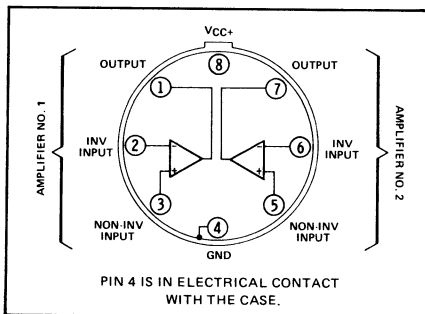 VCC+
OUTPUT 8 OUTPUT
1 7
AMPLIFIER NO. 1
INV INPUT
2 - - 6
INV INPUT
AMPLIFIER NO. 2
+ +
3 5
NON-INV INPUT
4
NON-INV INPUT
GND
PIN 4 IS IN ELECTRICAL CONTACT
WITH THE CASE.